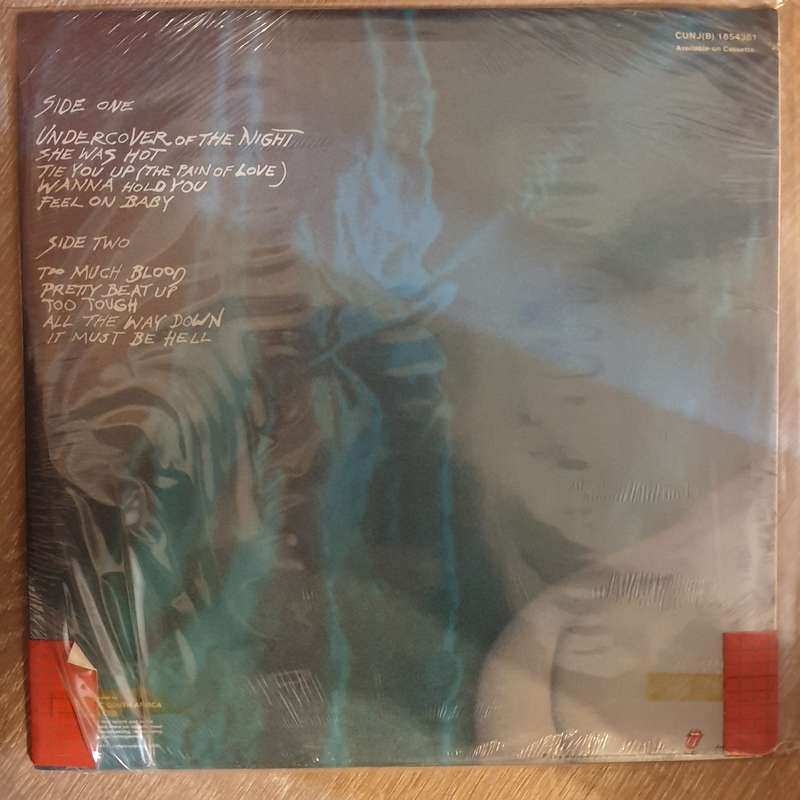 CUNJ(B) 1654361
Available on Cassette
SIDE ONE
UNDERCOVER OF THE NIGHT
SHE WAS HOT
TIE YOU UP (THE PAIN OF LOVE)
WANNA HOLD YOU
FEEL ON BABY
SIDE TWO
TOO MUCH BLOOD
PRETTY BEAT UP
TOO TOUGH
ALL THE WAY DOWN
IT MUST BE HELL
SOUTH AFRICA